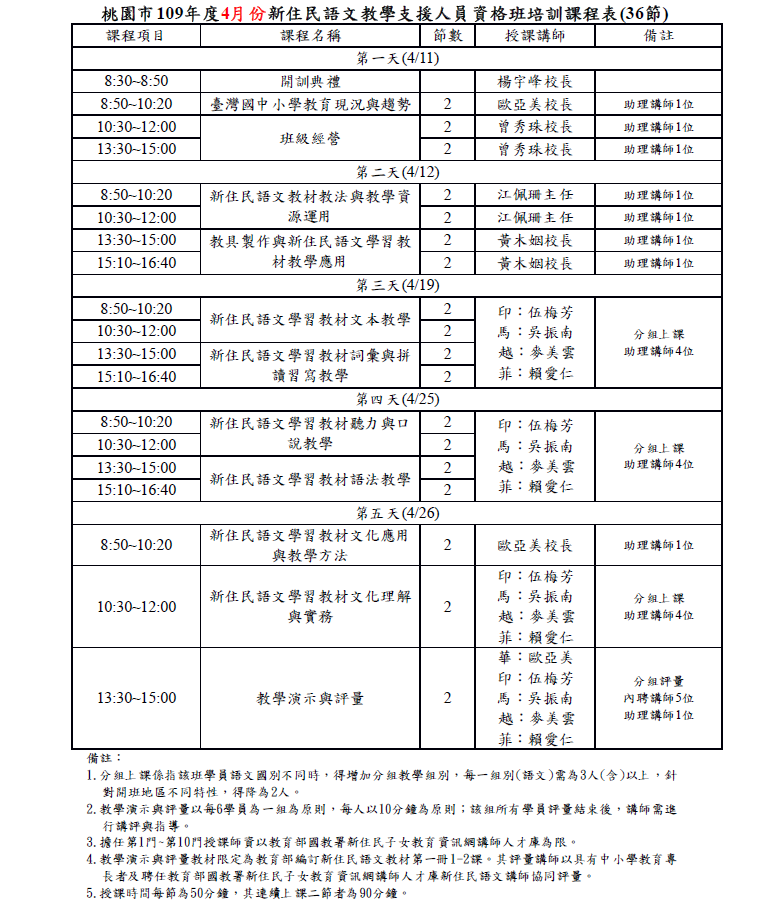 桃園市109年度4月份新住民語文教學支援人員資格班培訓課程表(36節)
課程項目 課程名稱 節數 授課講師 備註
第一天(4/11)
8:30~8:50 開訓典禮 楊宇峰校長
8:50~10:20 臺灣國中小學教育現況與趨勢 2 歐亞美校長 助理講師1位
10:30~12:00 班級經營 2 曾秀珠校長 助理講師1位
13:30~15:00 2 曾秀珠校長 助理講師1位
第二天(4/12)
8:50~10:20 新住民語文教材教法與教學資 2 江佩珊主任 助理講師1位
10:30~12:00 源運用 2 江佩珊主任 助理講師1位
13:30~15:00 教具製作與新住民語文學習教 2 黃木姻校長 助理講師1位
15:10~16:40 材教學應用 2 黃木姻校長 助理講師1位
第三天(4/19)
8:50~10:20 新住民語文學習教材文本教學 2 印：伍梅芳 分組上課
10:30~12:00 2 馬：吳振南 助理講師4位
13:30~15:00 新住民語文學習教材詞彙與拼 2 越：麥美雲
15:10~16:40 讀習寫教學 2 菲：賴愛仁
第四天(4/25)
8:50~10:20 新住民語文學習教材聽力與口 2 印：伍梅芳 分組上課
10:30~12:00 說教學 2 馬：吳振南 助理講師4位
13:30~15:00 新住民語文學習教材語法教學 2 越：麥美雲
15:10~16:40 2 菲：賴愛仁
第五天(4/26)
8:50~10:20 新住民語文學習教材文化應用 2 歐亞美校長 助理講師1位
與教學方法
10:30~12:00 新住民語文學習教材文化理解 2 印：伍梅芳 分組上課
與實務 馬：吳振南 助理講師4位
越：麥美雲
菲：賴愛仁
13:30~15:00 教學演示與評量 2 華：歐亞美 分組評量
印：伍梅芳 內聘講師5位
馬：吳振南 助理講師1位
越：麥美雲
菲：賴愛仁
備註：
1.分組上課係指該班學員語文國別不同時，得增加分組教學組別，每一組別(語文)需為3人(含)以上，針
對開班地區不同特性，得降為2人。
2.教學演示與評量以每6學員為一組為原則，每人以10分鐘為原則；該組所有學員評量結束後，講師需進
行講評與指導。
3.擔任第1門~第10門授課師資以教育部國教署新住民子女教育資訊網講師人才庫為限。
4.教學演示與評量教材限定為教育部編訂新住民語文教材第一冊1-2課。其評量講師以具有中小學教育專
長者及聘任教育部國教署新住民子女教育資訊網講師人才庫新住民語文講師協同評量。
5.授課時間每節為50分鐘，其連續上課二節者為90分鐘。